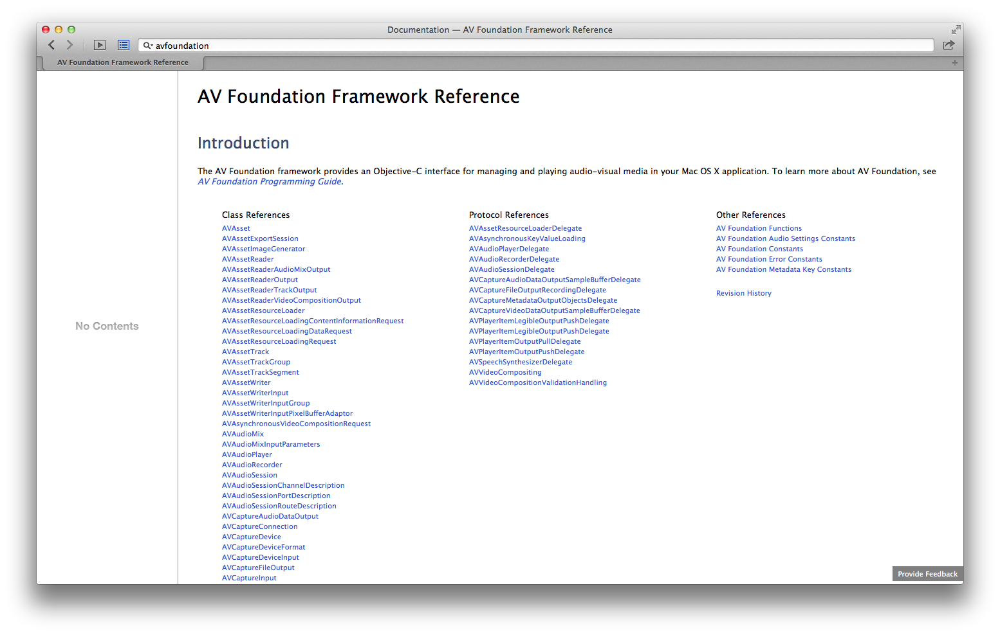 Documentation — AV Foundation Framework Reference
avfoundation
AV Foundation Framework Reference
No Contents
AV Foundation Framework Reference
Introduction
The AV Foundation framework provides an Objective-C interface for managing and playing audio-visual media in your Mac OS X application. To learn more about AV Foundation, see
AV Foundation Programming Guide.
Class References
AVAsset
AVAssetExportSession
AVAssetImageGenerator
AVAssetReader
AVAssetReaderAudioMixOutput
AVAssetReaderOutput
AVAssetReaderTrackOutput
AVAssetReaderVideoCompositionOutput
AVAssetResourceLoader
AVAssetResourceLoadingContentInformationRequest
AVAssetResourceLoadingDataRequest
AVAssetResourceLoadingRequest
AVAssetTrack
AVAssetTrackGroup
AVAssetTrackSegment
AVAssetWriter
AVAssetWriterInput
AVAssetWriterInputGroup
AVAssetWriterInputPixelBufferAdaptor
AVAsynchronousVideoCompositionRequest
AVAudioMix
AVAudioMixInputParameters
AVAudioPlayer
AVAudioRecorder
AVAudioSession
AVAudioSessionChannelDescription
AVAudioSessionPortDescription
AVAudioSessionRouteDescription
AVCaptureAudioDataOutput
AVCaptureConnection
AVCaptureDevice
AVCaptureDeviceFormat
AVCaptureDeviceInput
AVCaptureFileOutput
AVCaptureInput
Protocol References
AVAssetResourceLoaderDelegate
AVAsynchronousKeyValueLoading
AVAudioPlayerDelegate
AVAudioRecorderDelegate
AVAudioSessionDelegate
AVCaptureAudioDataOutputSampleBufferDelegate
AVCaptureFileOutputRecordingDelegate
AVCaptureMetadataOutputObjectsDelegate
AVCaptureVideoDataOutputSampleBufferDelegate
AVPlayerItemLegibleOutputPushDelegate
AVPlayerItemLegibleOutputPushDelegate
AVPlayerItemOutputPullDelegate
AVPlayerItemOutputPushDelegate
AVSpeechSynthesizerDelegate
AVVideoCompositing
AVVideoCompositionValidationHandling
Other References
AV Foundation Functions
AV Foundation Audio Settings Constants
AV Foundation Constants
AV Foundation Error Constants
AV Foundation Metadata Key Constants
Revision History
Provide Feedback